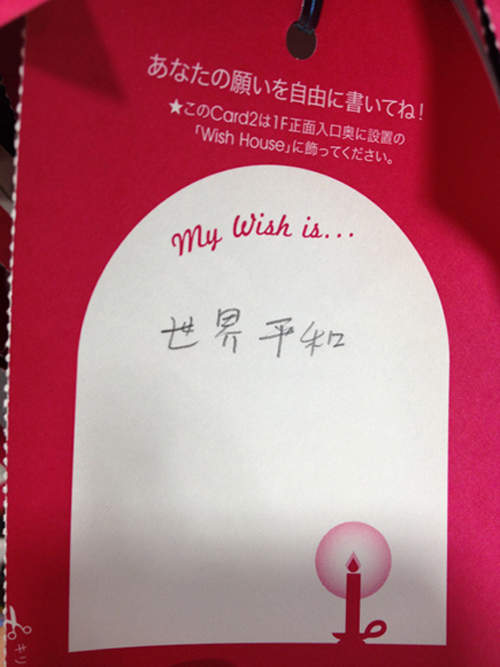 あなたの願いを自由に書いてね！
★このCard2は1F正面入口奥に設置の
「Wish House」に飾ってください。
My Wish is...
世界平和
キリ